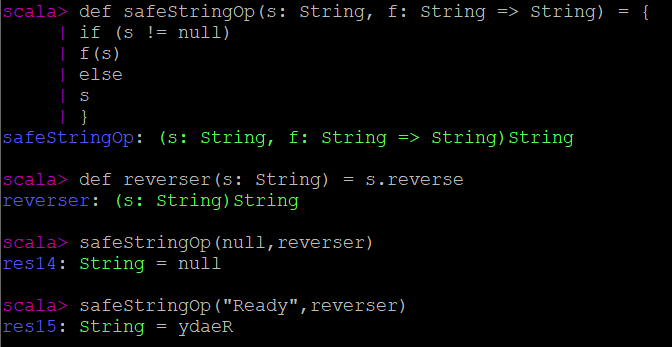 scala> def safeStringOp(s: String, f: String => String) = {
     | if (s != null)
     | f(s)
     | else
     | s
     | }
safeStringOp: (s: String, f: String => String)String
scala> def reverser(s: String) = s.reverse
reverser: (s: String)String
scala> safeStringOp(null,reverser)
res14: String = null
scala> safeStringOp("Ready",reverser)
res15: String = ydaeR